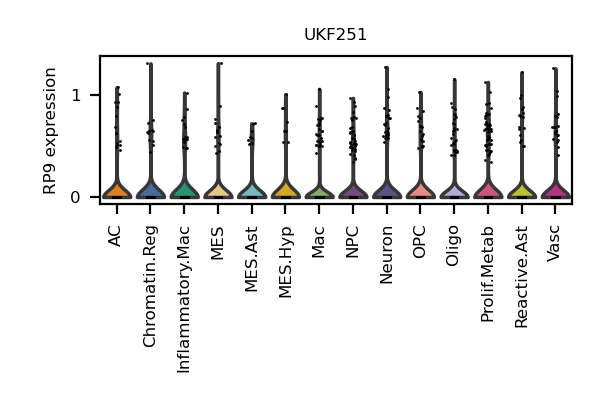 UKF251
RP9 expression
1
0
AC
Chromatin.Reg
Inflammatory.Mac
MES
MES.Ast
MES.Hyp
Mac
NPC
Neuron
OPC
Oligo
Prolif.Metab
Reactive.Ast
Vasc